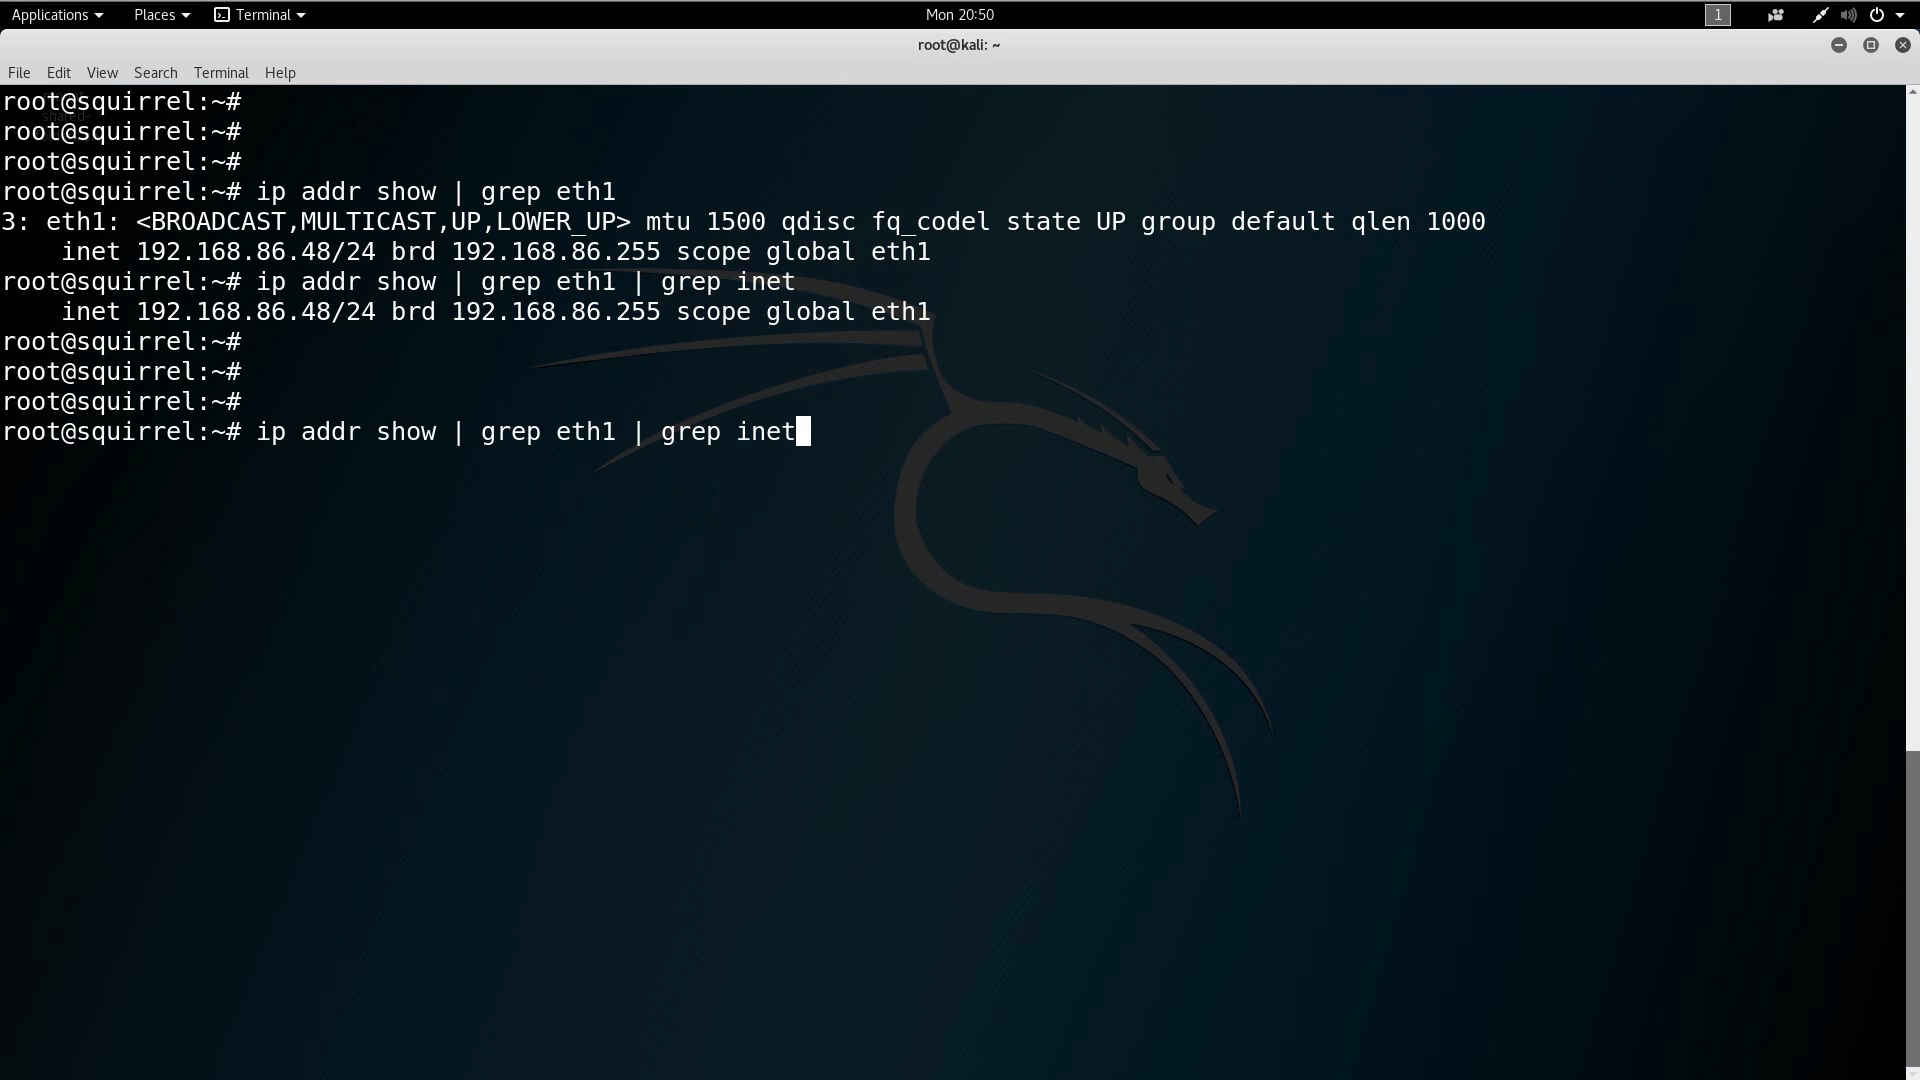 Applications Places Terminal Mon 20:50 1
root@kali: ~
File Edit View Search Terminal Help
root@squirrel:~#
shared-
root@squirrel:~#
root@squirrel:~#
root@squirrel:~# ip addr show | grep eth1
3: eth1: <BROADCAST,MULTICAST,UP,LOWER_UP> mtu 1500 qdisc fq_codel state UP group default qlen 1000
    inet 192.168.86.48/24 brd 192.168.86.255 scope global eth1
root@squirrel:~# ip addr show | grep eth1 | grep inet
    inet 192.168.86.48/24 brd 192.168.86.255 scope global eth1
root@squirrel:~#
root@squirrel:~#
root@squirrel:~#
root@squirrel:~# ip addr show | grep eth1 | grep inet